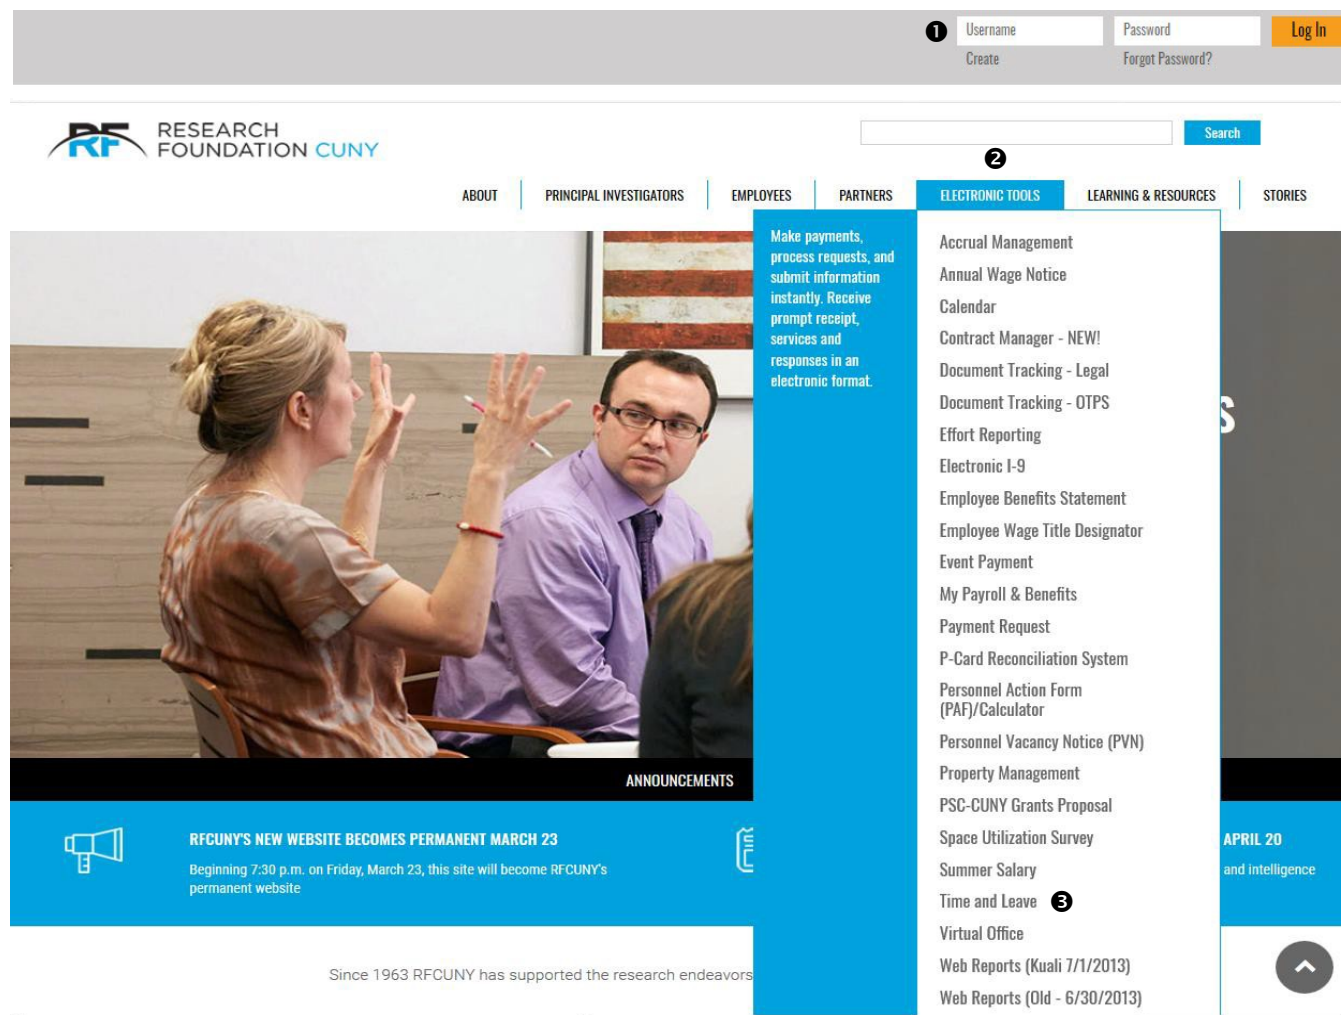 ❶ Username Password Log In
Create Forgot Password?
RF RESEARCH
FOUNDATION CUNY
Search
❷
ABOUT PRINCIPAL INVESTIGATORS EMPLOYEES PARTNERS ELECTRONIC TOOLS LEARNING & RESOURCES STORIES
Make payments,
process requests, and
submit information
instantly. Receive
prompt receipt,
services and
responses in an
electronic format.
Accrual Management
Annual Wage Notice
Calendar
Contract Manager - NEW!
Document Tracking - Legal
Document Tracking - OTPS
Effort Reporting
Electronic I-9
Employee Benefits Statement
Employee Wage Title Designator
Event Payment
My Payroll & Benefits
Payment Request
P-Card Reconciliation System
Personnel Action Form
(PAF)/Calculator
Personnel Vacancy Notice (PVN)
Property Management
PSC-CUNY Grants Proposal
Space Utilization Survey
Summer Salary
Time and Leave ❸
Virtual Office
Web Reports (Kuali 7/1/2013)
Web Reports (Old - 6/30/2013)
S
ANNOUNCEMENTS
RFCUNY'S NEW WEBSITE BECOMES PERMANENT MARCH 23
Beginning 7:30 p.m. on Friday, March 23, this site will become RFCUNY's
permanent website
APRIL 20
and intelligence
Since 1963 RFCUNY has supported the research endeavors